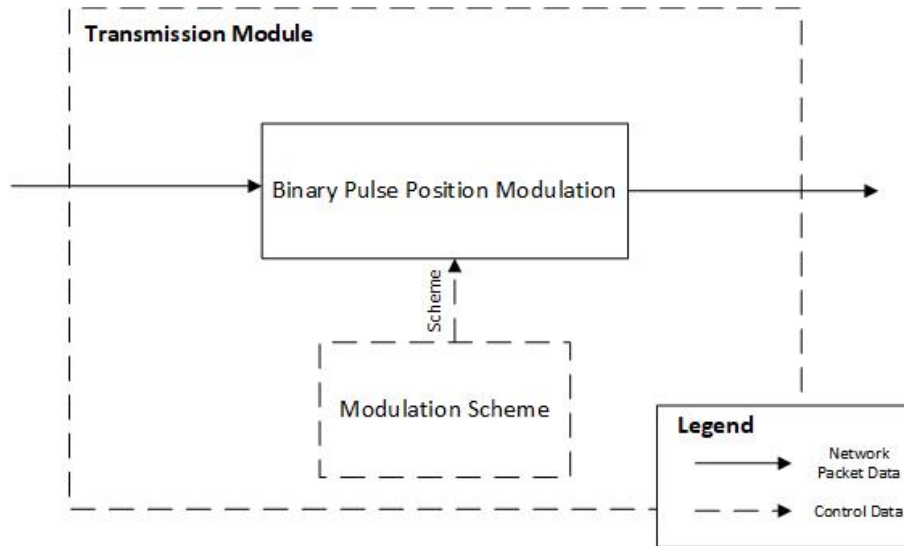 Transmission Module
Binary Pulse Position Modulation
Scheme
Modulation Scheme
Legend
Network
Packet Data
Control Data